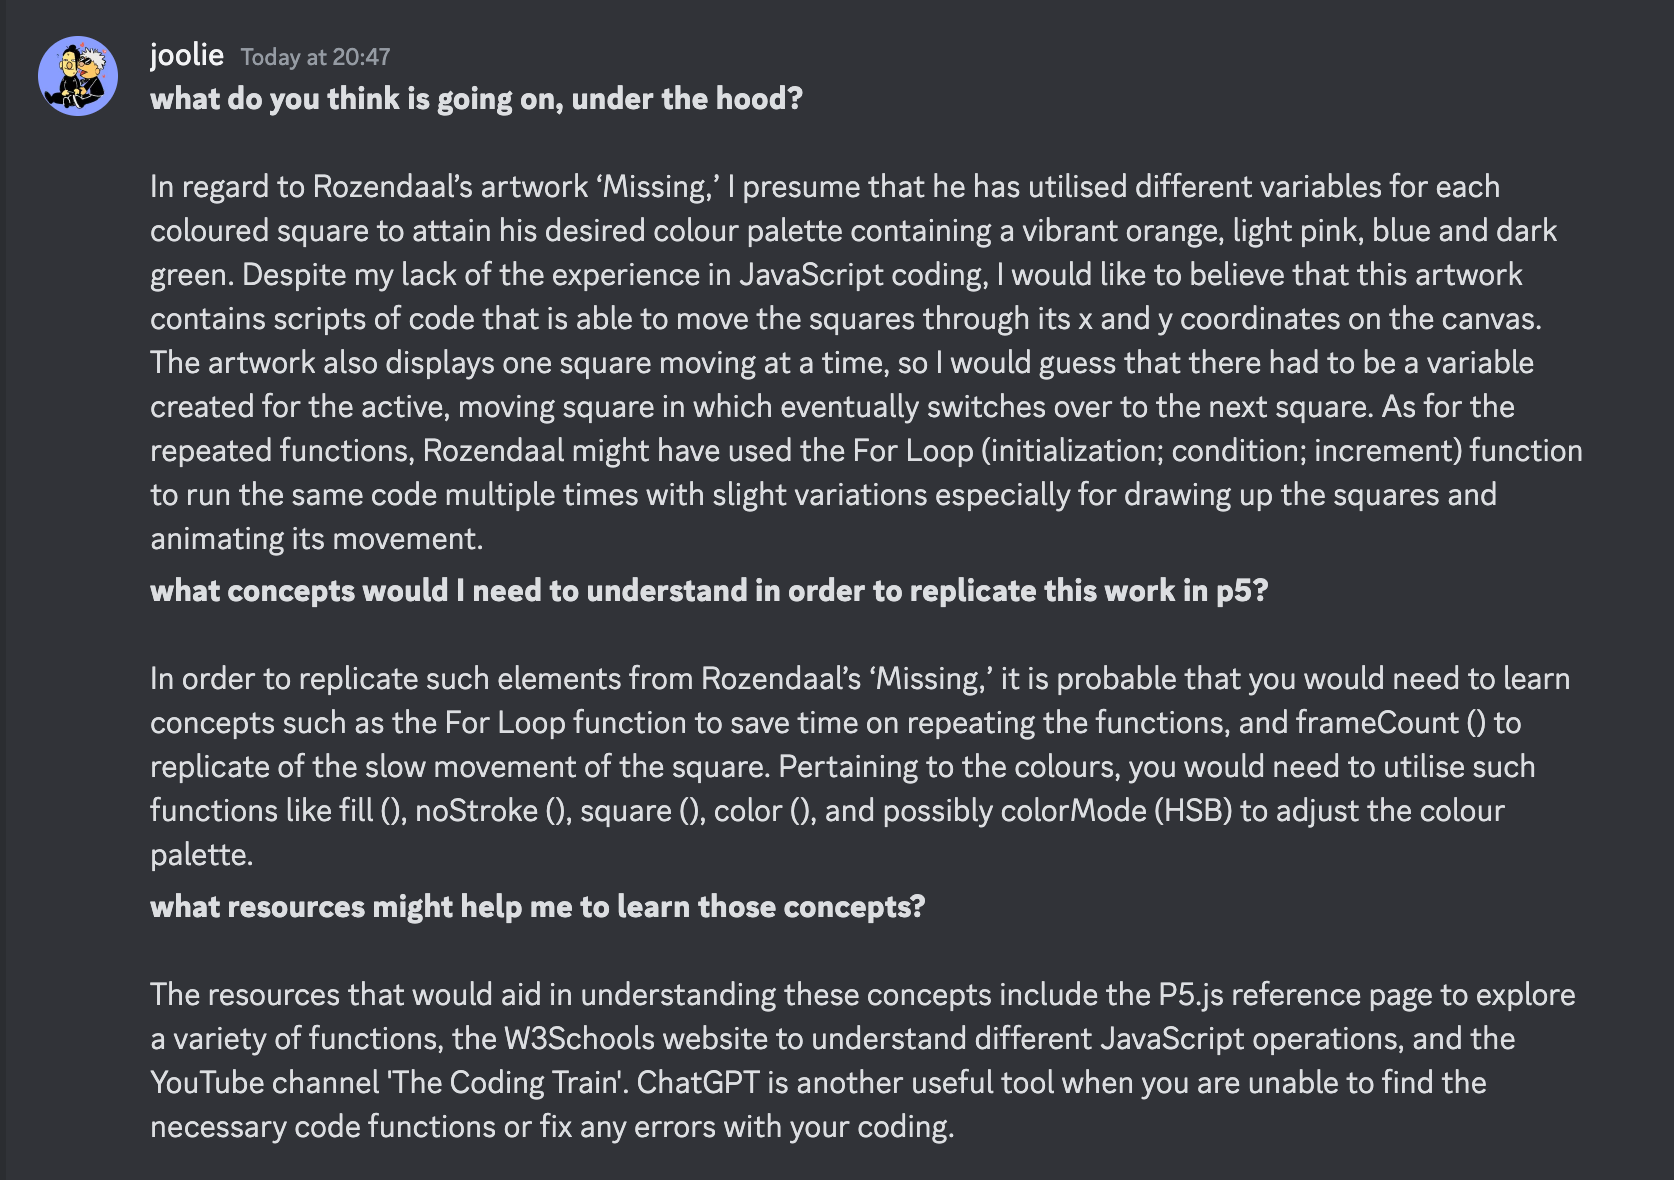 joolie Today at 20:47
what do you think is going on, under the hood?
In regard to Rozendaal’s artwork ‘Missing,’ I presume that he has utilised different variables for each
coloured square to attain his desired colour palette containing a vibrant orange, light pink, blue and dark
green. Despite my lack of the experience in JavaScript coding, I would like to believe that this artwork
contains scripts of code that is able to move the squares through its x and y coordinates on the canvas.
The artwork also displays one square moving at a time, so I would guess that there had to be a variable
created for the active, moving square in which eventually switches over to the next square. As for the
repeated functions, Rozendaal might have used the For Loop (initialization; condition; increment) function
to run the same code multiple times with slight variations especially for drawing up the squares and
animating its movement.
what concepts would I need to understand in order to replicate this work in p5?
In order to replicate such elements from Rozendaal’s ‘Missing,’ it is probable that you would need to learn
concepts such as the For Loop function to save time on repeating the functions, and frameCount () to
replicate of the slow movement of the square. Pertaining to the colours, you would need to utilise such
functions like fill (), noStroke (), square (), color (), and possibly colorMode (HSB) to adjust the colour
palette.
what resources might help me to learn those concepts?
The resources that would aid in understanding these concepts include the P5.js reference page to explore
a variety of functions, the W3Schools website to understand different JavaScript operations, and the
YouTube channel 'The Coding Train'. ChatGPT is another useful tool when you are unable to find the
necessary code functions or fix any errors with your coding.